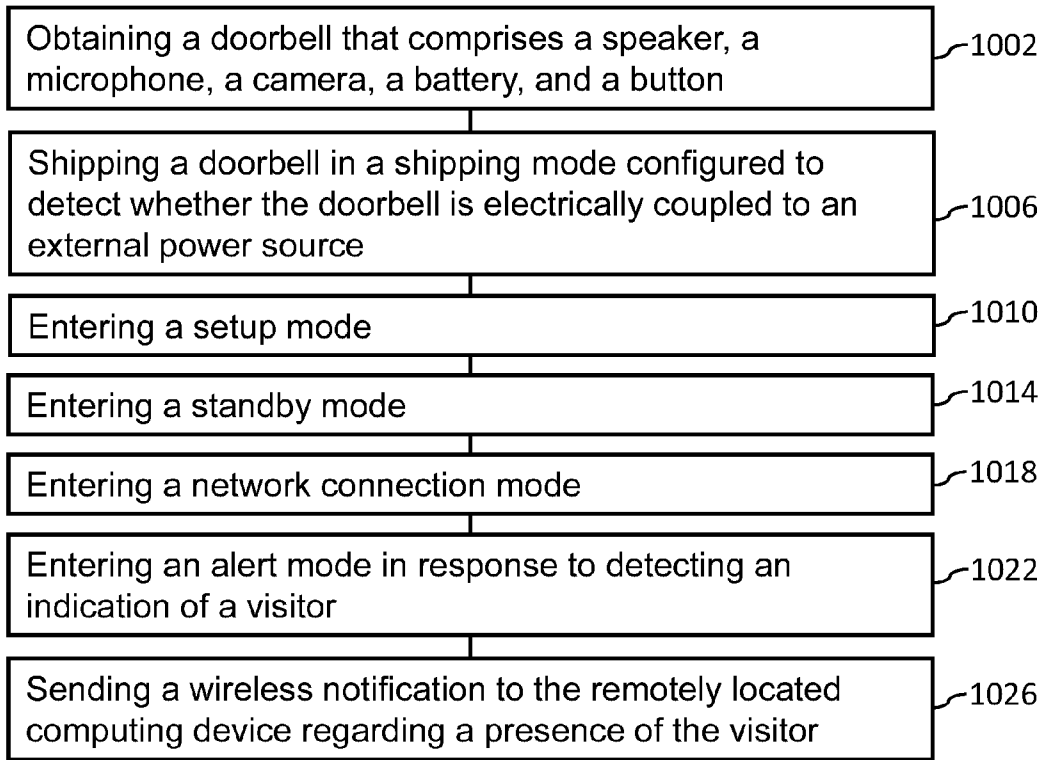 Obtaining a doorbell that comprises a speaker, a
microphone, a camera, a battery, and a button
1002
Shipping a doorbell in a shipping mode configured to
detect whether the doorbell is electrically coupled to an
external power source
1006
Entering a setup mode
1010
Entering a standby mode
1014
Entering a network connection mode
1018
Entering an alert mode in response to detecting an
indication of a visitor
1022
Sending a wireless notification to the remotely located
computing device regarding a presence of the visitor
1026